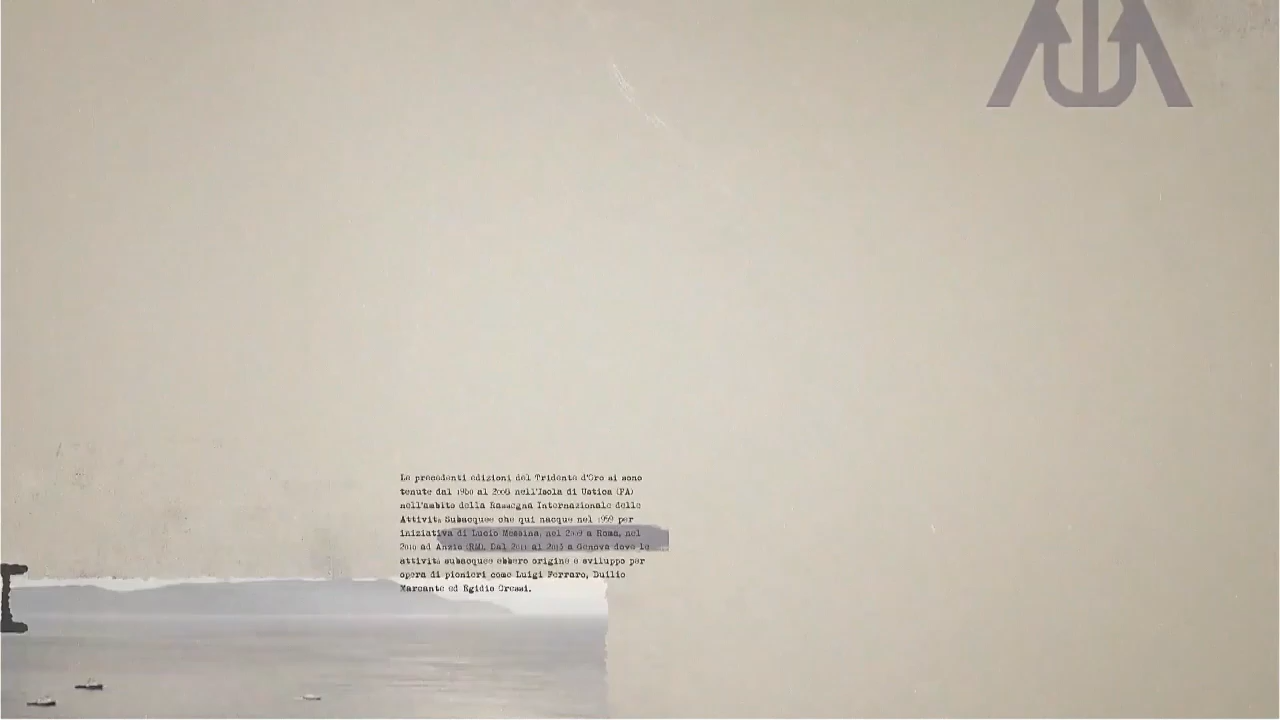 Le precedenti edizioni del Tridente d'Oro si sono
tenute dal 1960 al 2008 nell'Isola di Ustica (PA)
nell'ambito della Rassegna Internazionale delle
Attività Subacquee che qui nacque nel 1959 per
iniziativa di Lucio Messina, nel 2009 a Roma, nel
2010 ad Anzio (RM). Dal 2011 al 2013 a Genova dove le
attività subacquee ebbero origine e sviluppo per
opera di pionieri come Luigi Ferraro, Duilio
Marcante ed Egidio Cressi.